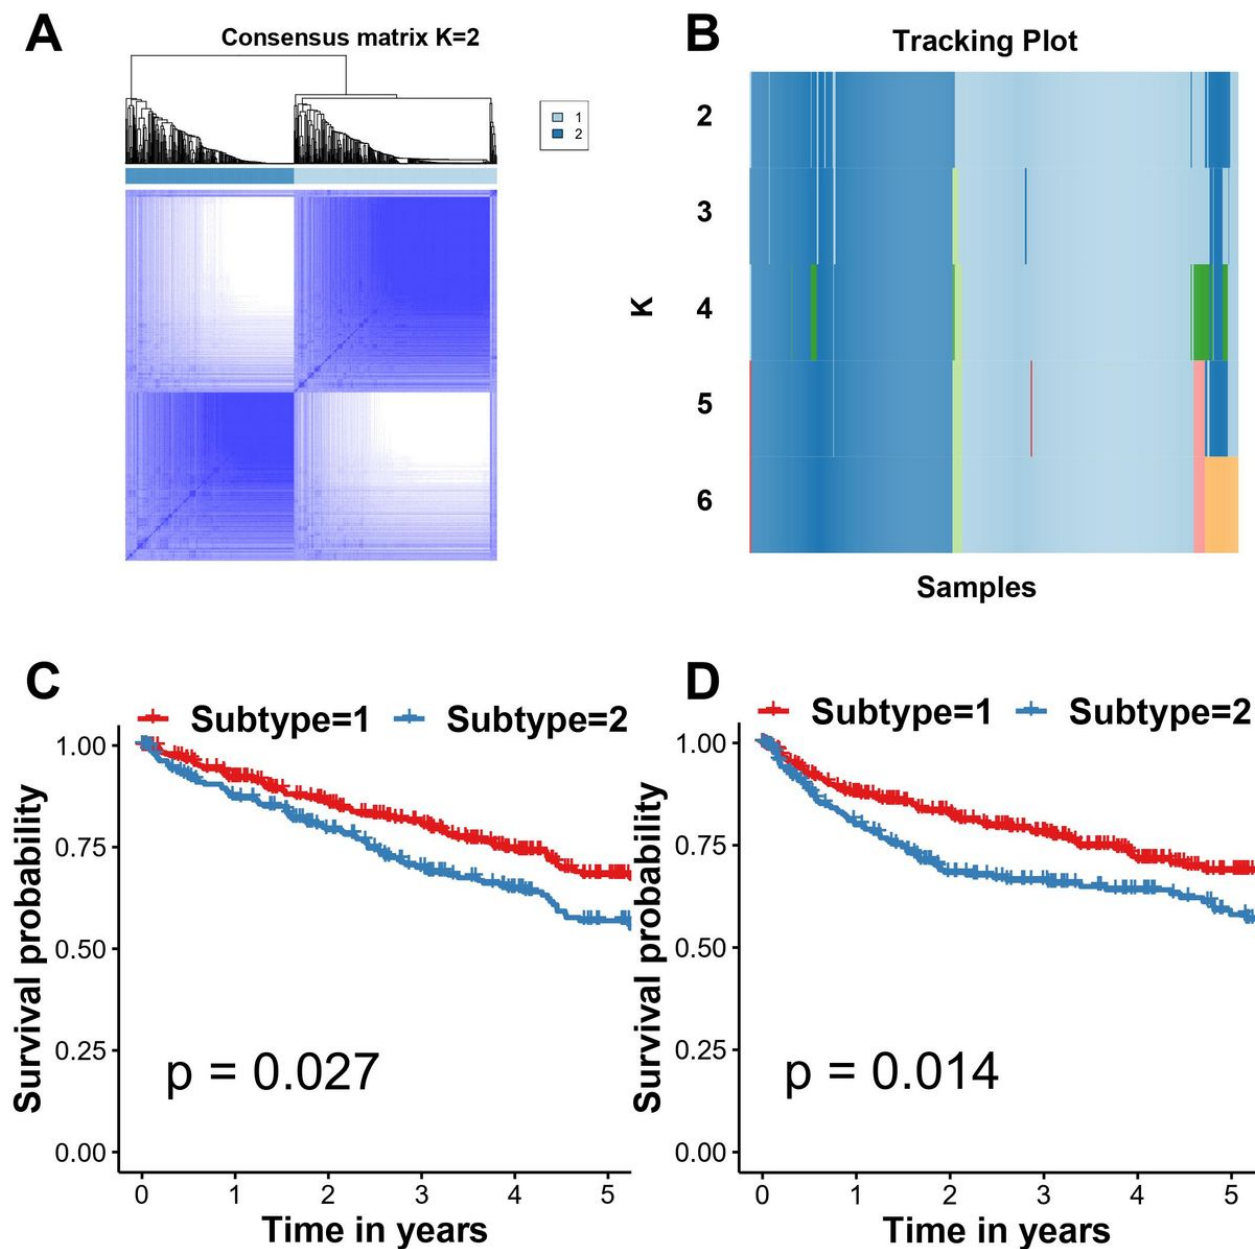 A
Consensus matrix K=2
1
2
B
Tracking Plot
2
3
4
5
6
K
Samples
C
Subtype=1 Subtype=2
1.00
0.75
0.50
0.25
0.00
Survival probability
p = 0.027
0 1 2 3 4 5
Time in years
D
Subtype=1 Subtype=2
1.00
0.75
0.50
0.25
0.00
Survival probability
p = 0.014
0 1 2 3 4 5
Time in years